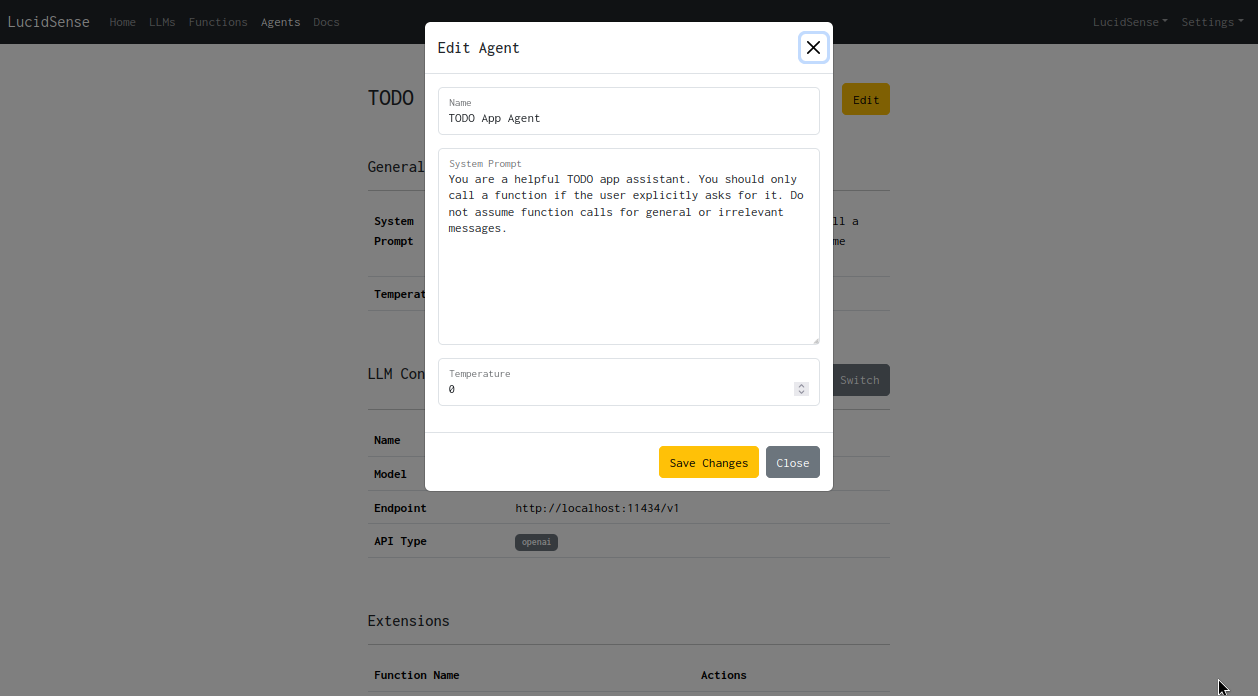 LucidSense Home LLMs Functions Agents Docs LucidSense Settings
Edit Agent
TODO
Edit
Name
TODO App Agent
General
System Prompt
You are a helpful TODO app assistant. You should only
call a function if the user explicitly asks for it. Do
not assume function calls for general or irrelevant
messages.
System
Prompt
ll a
me
Temperat
Temperature
0
LLM Con
Switch
Name
Save Changes Close
Model
Endpoint http://localhost:11434/v1
API Type openai
Extensions
Function Name Actions